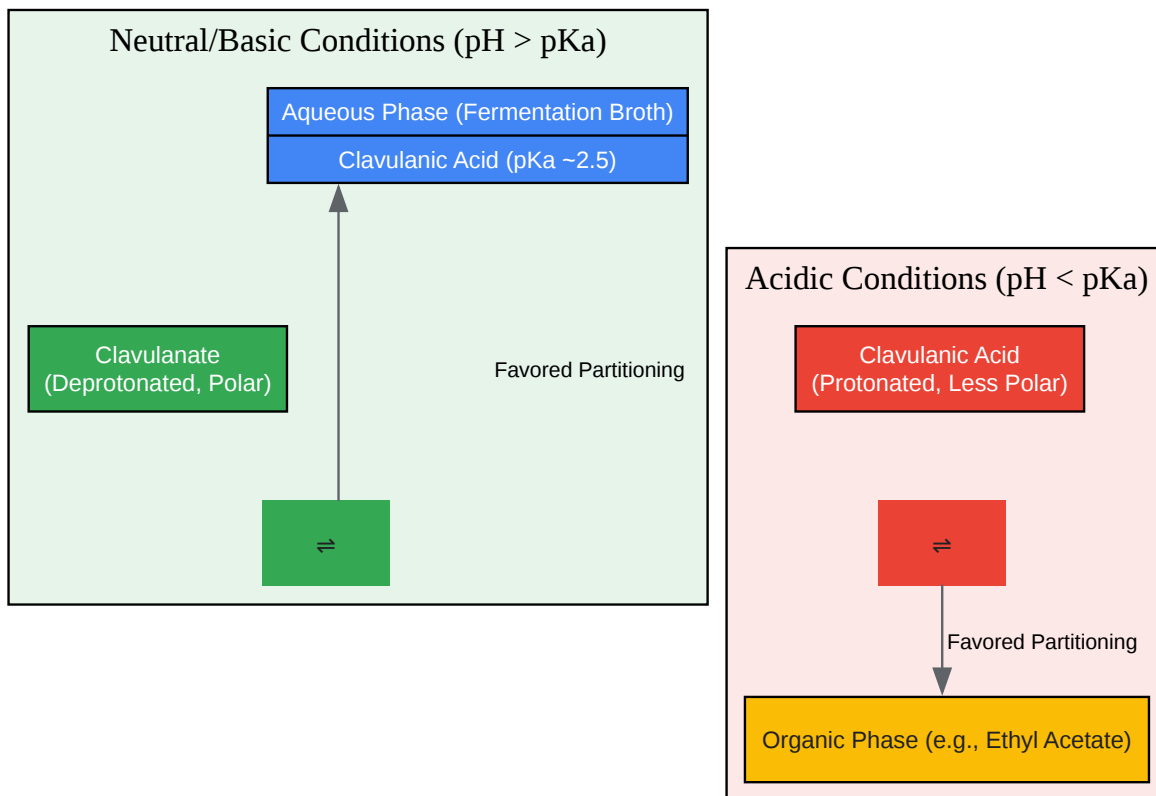 Neutral/Basic Conditions (pH > pKa)
Aqueous Phase (Fermentation Broth)
Clavulanic Acid (pKa ~2.5)
Clavulanate
(Deprotonated, Polar)
Favored Partitioning
⇌
Acidic Conditions (pH < pKa)
Clavulanic Acid
(Protonated, Less Polar)
⇌
Favored Partitioning
Organic Phase (e.g., Ethyl Acetate)